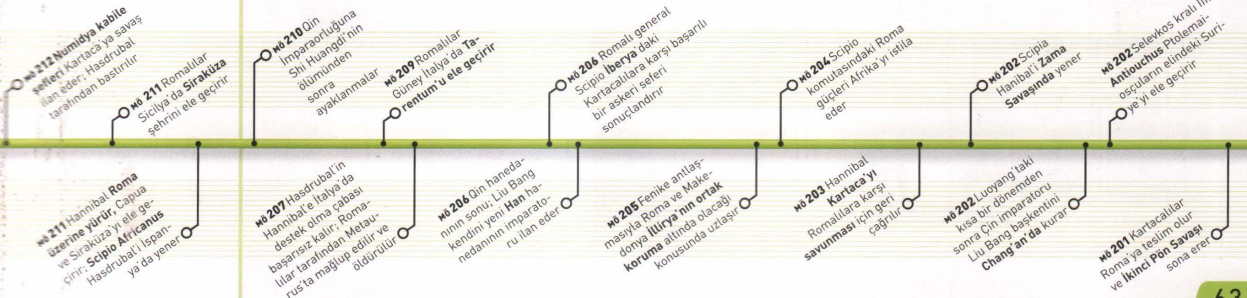 MÖ 212 Numidya kabile
şefleri Kartaca'ya savaş
ilan eder; Hasdrubal
tarafından bastırılır
MÖ 211 Romalılar
Sicilya'da Siraküza
şehrini ele geçirir
MÖ 211 Hannibal Roma
üzerine yürür; Capua
ve Siraküza'yı ele ge-
çirir; Scipio Africanus
Hasdrubal'ı İspan-
ya'da yener
MÖ 210 Qin
İmparaorluğuna
Shi Huangdi'nin
ölümünden
sonra
ayaklanmalar
MÖ 209 Romalılar
Güney İtalya'da Ta-
rentum'u ele geçirir
MÖ 207 Hasdrubal'in
Hannibal'e İtalya'da
destek olma çabası
başarısız kalır; Roma-
lılar tarafından Metau-
rus'ta mağlup edilir ve
öldürülür
MÖ 206 Romalı general
Scipio İberya'daki
Kartacalılara karşı başarılı
bir askeri seferi
sonuçlandırır
MÖ 206 Qin haneda-
nının sonu; Liu Bang
kendini yeni Han ha-
nedanının imparato-
ru ilan eder
MÖ 205 Fenike antlaş-
masıyla Roma ve Make-
donya İllürya'nın ortak
koruma altında olacağı
konusunda uzlaşır
MÖ 204 Scipio
komutasındaki Roma
güçleri Afrika'yı istila
eder
MÖ 203 Hannibal
Kartaca'yı
Romalılara karşı
savunması için geri
çağrılır
MÖ 202 Scipia
Hanibal'i Zama
Savaşında yener
MÖ 202 Luoyang'taki
kısa bir dönemden
sonra Çin imparatoru
Liu Bang başkentini
Chang'an'da kurar
MÖ 202 Selevkos kralı
Antiouchus Ptolemai-
osçuların elindeki Suri-
ye'yi ele geçirir
MÖ 201 Kartacalılar
Roma'ya teslim olur
ve İkinci Pön Savaşı
sona erer